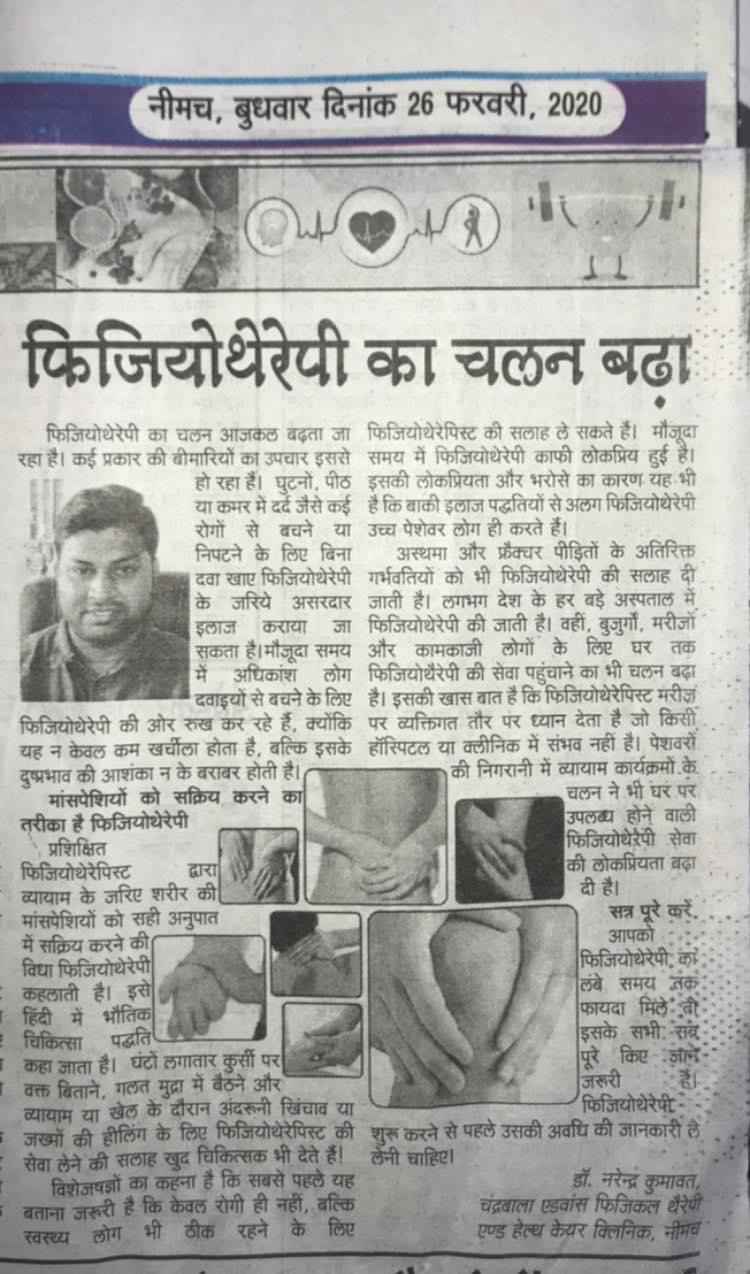 नीमच, बुधवार दिनांक 26 फरवरी, 2020
फिजियोथेरेपी का चलन बढ़ा
फिजियोथेरेपी का चलन आजकल बढ़ता जा
रहा है। कई प्रकार की बीमारियों का उपचार इससे
हो रहा हैं। घुटनों, पीठ
या कमर में दर्द जैसे कई
रोगों से बचने या
निपटने के लिए बिना
दवा खाए फिजियोथेरेपी
के जरिये असरदार
इलाज कराया जा
सकता है।मौजूदा समय
में अधिकांश लोग
दवाइयों से बचने के लिए
फिजियोथेरेपी की ओर रुख कर रहे हैं, क्योंकि
यह न केवल कम खर्चीला होता है, बल्कि इसके
दुष्प्रभाव की आशंका न के बराबर होती है।
मांसपेशियों को सक्रिय करने का
तरीका है फिजियोथेरेपी
प्रशिक्षित
फिजियोथेरेपिस्ट द्वारा
व्यायाम के जरिए शरीर की
मांसपेशियों को सही अनुपात
में सक्रिय करने की
विधा फिजियोथेरेपी
कहलाती है। इसे
हिंदी में भौतिक
चिकित्सा पद्धति
कहा जाता है। घंटों लगातार कुर्सी पर
वक्त बिताने, गलत मुद्रा में बैठने और
व्यायाम या खेल के दौरान अंदरूनी खिंचाव या
जख्मों की हीलिंग के लिए फिजियोथेरेपिस्ट की
सेवा लेने की सलाह खुद चिकित्सक भी देते हैं!
विशेजषज्ञों का कहना है कि सबसे पहले यह
बताना जरूरी है कि केवल रोगी ही नहीं, बल्कि
स्वस्थ्य लोग भी ठीक रहने के लिए
फिजियोथेरेपिस्ट की सलाह ले सकते हैं। मौजूदा
समय में फिजियोथेरेपी काफी लोकप्रिय हुई है।
इसकी लोकप्रियता और भरोसे का कारण यह भी
है कि बाकी इलाज पद्धतियों से अलग फिजियोथेरेपी
उच्च पेशेवर लोग ही करते हैं।
अस्थमा और फ्रैक्चर पीड़ितों के अतिरिक्त
गर्भवतियों को भी फिजियोथेरेपी की सलाह दी
जाती है। लगभग देश के हर बड़े अस्पताल में
फिजियोथेरेपी की जाती है। वहीं, बुजुर्गों, मरीजों
और कामकाजी लोगों के लिए घर तक
फिजियोथैरेपी की सेवा पहुंचाने का भी चलन बढ़ा
है। इसकी खास बात है कि फिजियोथेरेपिस्ट मरीज
पर व्यक्तिगत तौर पर ध्यान देता है जो किसी
हॉस्पिटल या क्लीनिक में संभव नहीं है। पेशवरों
की निगरानी में व्यायाम कार्यक्रमों के
चलन ने भी घर पर
उपलब्ध होने वाली
फिजियोथेरेपी सेवा
की लोकप्रियता बढ़ा
दी है।
सत्र पूरे करें
आपको
फिजियोथेरेपी का
लंबे समय तक
फायदा मिले तो
इसके सभी सत्र
पूरे किए जाने
जरूरी हैं।
फिजियोथेरेपी
शुरू करने से पहले उसकी अवधि की जानकारी ले
लेनी चाहिए।
डॉ. नरेन्द्र कुमावत,
चंद्रबाला एडवांस फिजिकल थैरेपी
एण्ड हेल्थ केयर क्लिनिक, नीमच